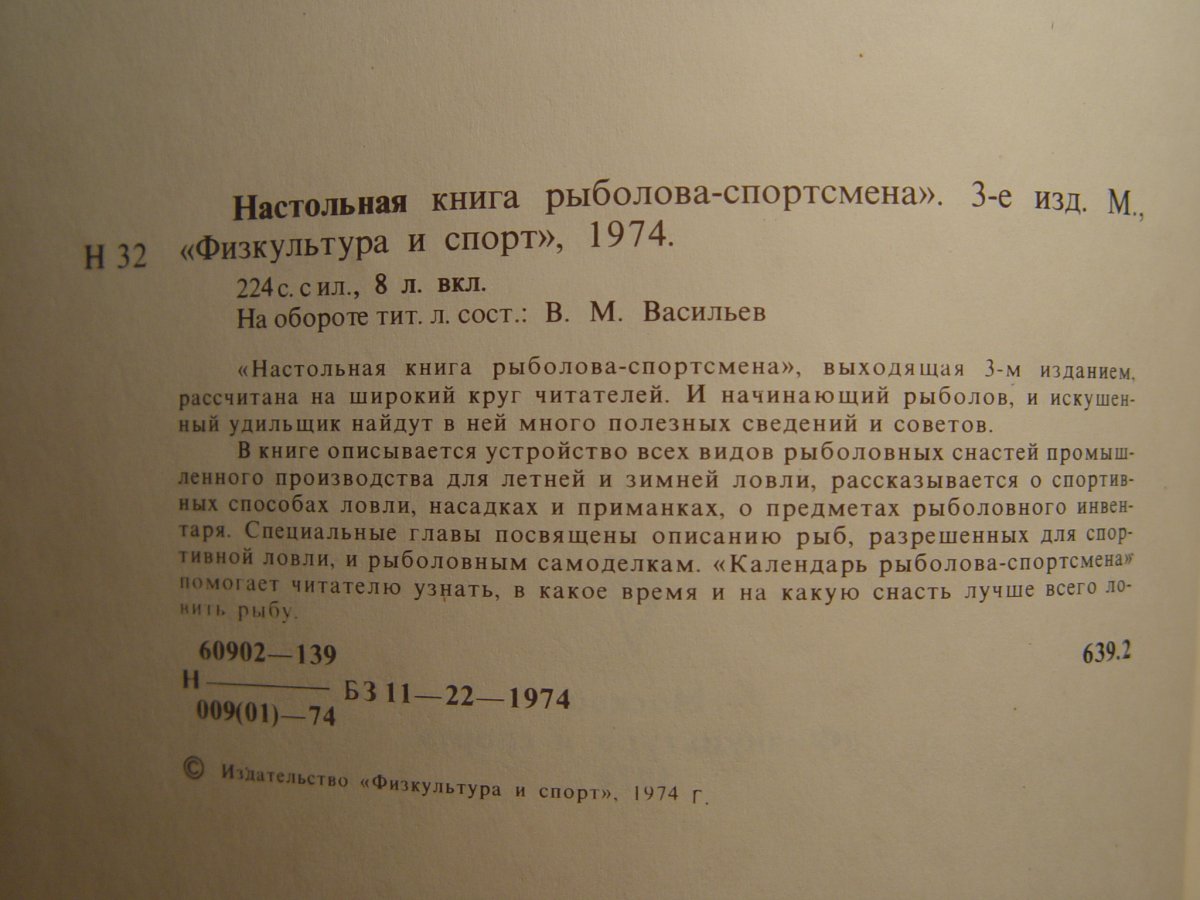 Настольная книга рыболова-спортсмена». 3-е изд. М.,
Н 32 «Физкультура и спорт», 1974.
224 с. с ил., 8 л. вкл.
На обороте тит. л. сост.: В. М. Васильев
«Настольная книга рыболова-спортсмена», выходящая 3-м изданием,
рассчитана на широкий круг читателей. И начинающий рыболов, и искушен-
ный удильщик найдут в ней много полезных сведений и советов.
В книге описывается устройство всех видов рыболовных снастей промыш-
ленного производства для летней и зимней ловли, рассказывается о спортив-
ных способах ловли, насадках и приманках, о предметах рыболовного инвен-
таря. Специальные главы посвящены описанию рыб, разрешенных для спор-
тивной ловли, и рыболовным самоделкам. «Календарь рыболова-спортсмена»
помогает читателю узнать, в какое время и на какую снасть лучше всего ло-
вить рыбу.
60902—139 639.2
Н ——— БЗ 11—22—1974
009(01)—74
© Издательство «Физкультура и спорт», 1974 г.